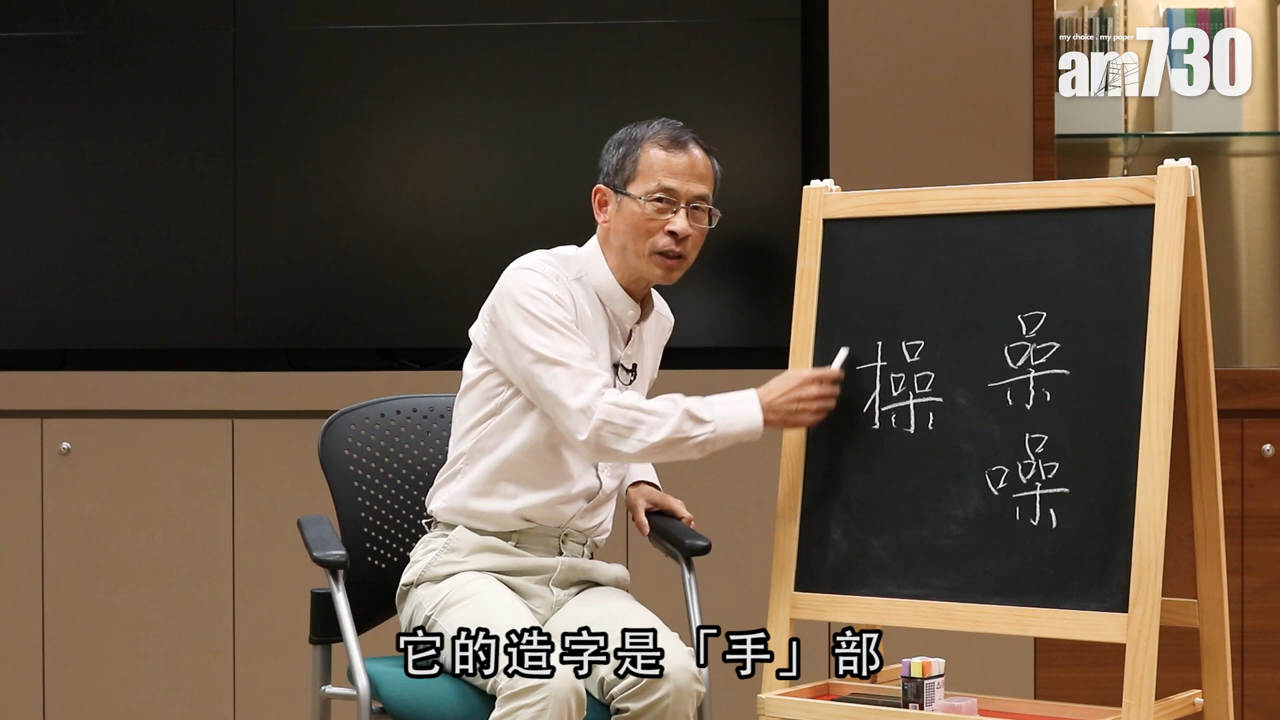 my choice . my paper
am730
操
喿
噪
它的造字是「手」部